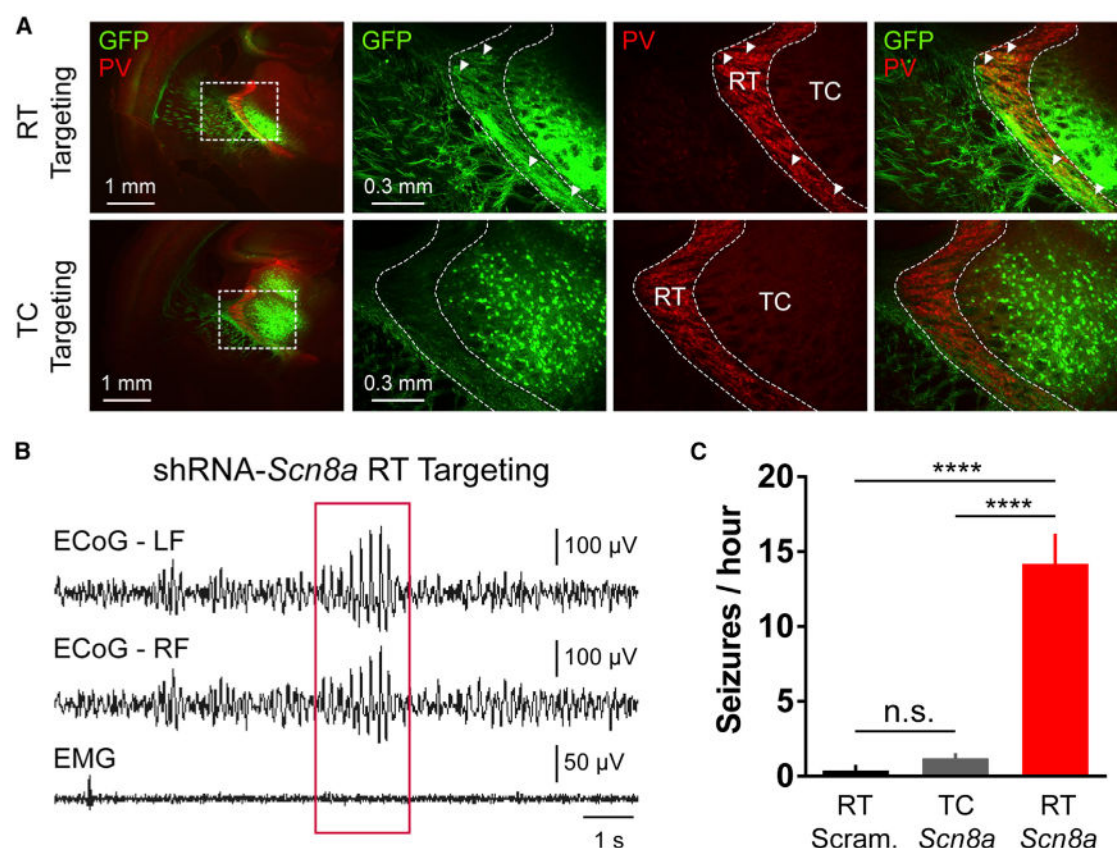 A
RT
Targeting
GFP
PV
1 mm
GFP
0.3 mm
PV
RT
TC
GFP
PV
TC
Targeting
1 mm
0.3 mm
RT
TC
B
shRNA-Scn8a RT Targeting
ECoG - LF
100 µV
ECoG - RF
100 µV
EMG
50 µV
1 s
C
Seizures / hour
20
15
10
5
0
****
****
n.s.
RT
Scram.
TC
Scn8a
RT
Scn8a